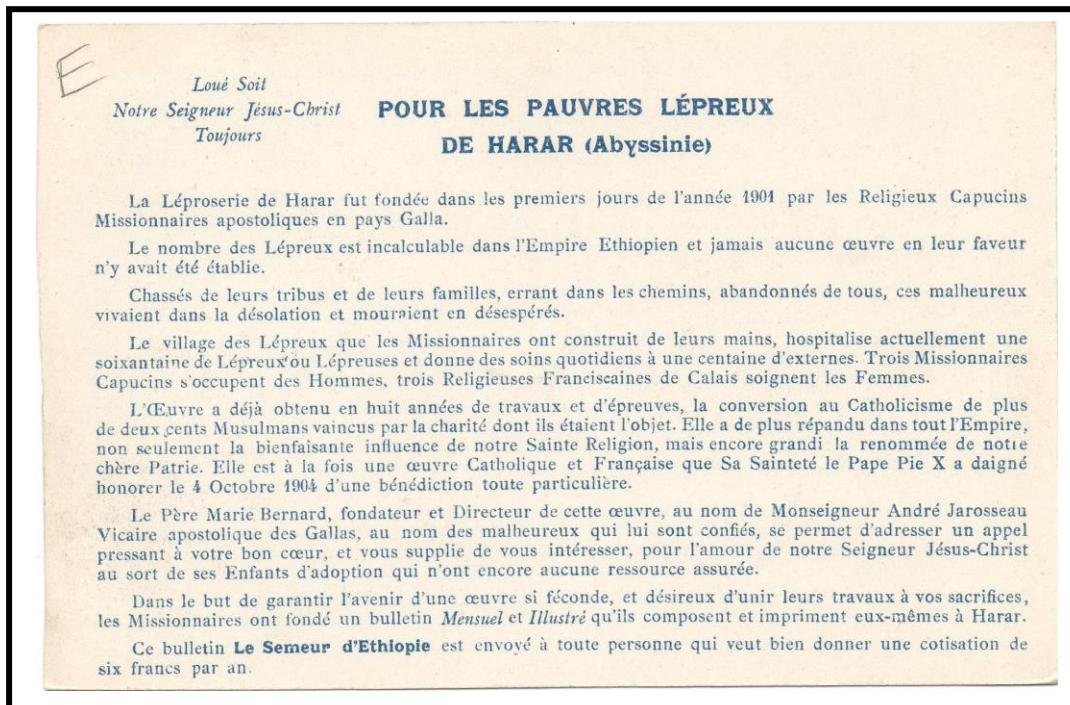 E
Loué Soit
Notre Seigneur Jésus-Christ
Toujours
POUR LES PAUVRES LÉPREUX
DE HARAR (Abyssinie)
La Léproserie de Harar fut fondée dans les premiers jours de l'année 1901 par les Religieux Capucins
Missionnaires apostoliques en pays Galla.
Le nombre des Lépreux est incalculable dans l'Empire Ethiopien et jamais aucune œuvre en leur faveur
n'y avait été établie.
Chassés de leurs tribus et de leurs familles, errant dans les chemins, abandonnés de tous, ces malheureux
vivaient dans la désolation et mouraient en désespérés.
Le village des Lépreux que les Missionnaires ont construit de leurs mains, hospitalise actuellement une
soixantaine de Lépreux ou Lépreuses et donne des soins quotidiens à une centaine d'externes. Trois Missionnaires
Capucins s'occupent des Hommes, trois Religieuses Franciscaines de Calais soignent les Femmes.
L'Œuvre a déjà obtenu en huit années de travaux et d'épreuves, la conversion au Catholicisme de plus
de deux cents Musulmans vaincus par la charité dont ils étaient l'objet. Elle a de plus répandu dans tout l'Empire,
non seulement la bienfaisante influence de notre Sainte Religion, mais encore grandi la renommée de notre
chère Patrie. Elle est à la fois une œuvre Catholique et Française que Sa Sainteté le Pape Pie X a daigné
honorer le 4 Octobre 1904 d'une bénédiction toute particulière.
Le Père Marie Bernard, fondateur et Directeur de cette œuvre, au nom de Monseigneur André Jarosseau
Vicaire apostolique des Gallas, au nom des malheureux qui lui sont confiés, se permet d'adresser un appel
pressant à votre bon cœur, et vous supplie de vous intéresser, pour l'amour de notre Seigneur Jésus-Christ
au sort de ses Enfants d'adoption qui n'ont encore aucune ressource assurée.
Dans le but de garantir l'avenir d'une œuvre si féconde, et désireux d'unir leurs travaux à vos sacrifices,
les Missionnaires ont fondé un bulletin Mensuel et Illustré qu'ils composent et impriment eux-mêmes à Harar.
Ce bulletin Le Semeur d'Ethiopie est envoyé à toute personne qui veut bien donner une cotisation de
six francs par an.